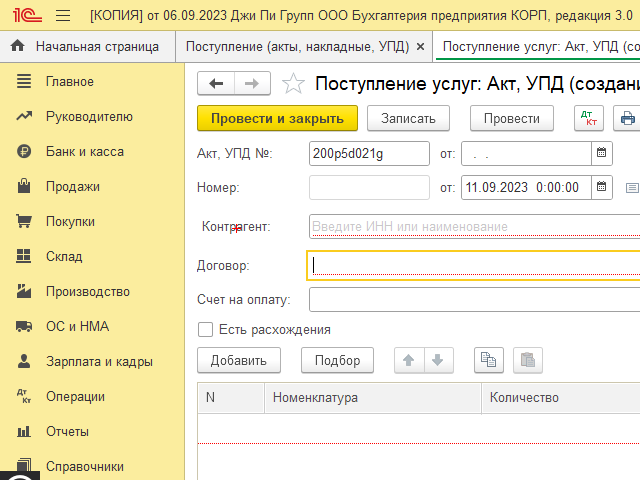 1С [КОПИЯ] от 06.09.2023 Джи Пи Групп ООО Бухгалтерия предприятия КОРП, редакция 3.0
Начальная страница Поступление (акты, накладные, УПД) × Поступление услуг: Акт, УПД (со
Главное
Руководителю
Банк и касса
Продажи
Покупки
Склад
Производство
ОС и НМА
Зарплата и кадры
Дт Кт Операции
Отчеты
Справочники
Поступление услуг: Акт, УПД (создани
Провести и закрыть Записать Провести Дт Кт
Акт, УПД №: 200p5d021g от: . .
Номер: от: 11.09.2023 0:00:00
Контрагент: Введите ИНН или наименование
Договор:
Счет на оплату:
Есть расхождения
Добавить Подбор
N Номенклатура Количество